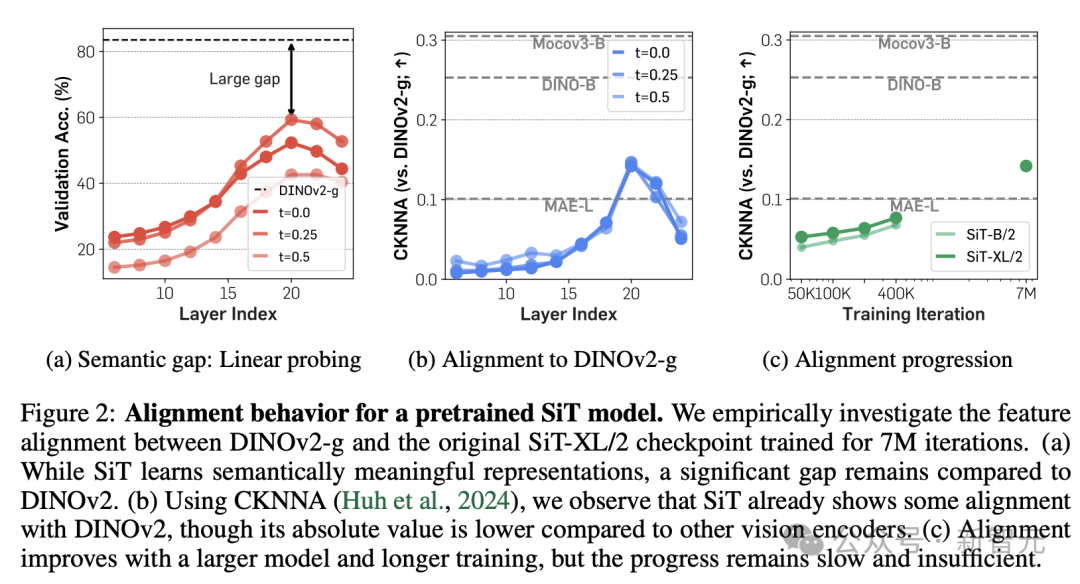 80
60
40
20
Validation Acc. (%)
Large gap
DINOv2-g
t=0.0
t=0.25
t=0.5
10
15
20
Layer Index
0.3
0.2
0.1
0.0
CKNNA (vs. DINOv2-g; ↑)
Mocov3-B
DINO-B
MAE-L
t=0.0
t=0.25
t=0.5
10
15
20
Layer Index
0.3
0.2
0.1
0.0
CKNNA (vs. DINOv2-g; ↑)
Mocov3-B
DINO-B
MAE-L
SiT-B/2
SiT-XL/2
50K
100K
400K
7M
Training Iteration
(a) Semantic gap: Linear probing
(b) Alignment to DINOv2-g
(c) Alignment progression
Figure 2: Alignment behavior for a pretrained SiT model. We empirically investigate the feature
alignment between DINOv2-g and the original SiT-XL/2 checkpoint trained for 7M iterations. (a)
While SiT learns semantically meaningful representations, a significant gap remains compared to
DINOv2. (b) Using CKNNA (Huh et al., 2024), we observe that SiT already shows some alignment
with DINOv2, though its absolute value is lower compared to other vision encoders. (c) Alignment
improves with a larger model and longer training, but the progress remains slow and insufficient.
公众号 · 新智元